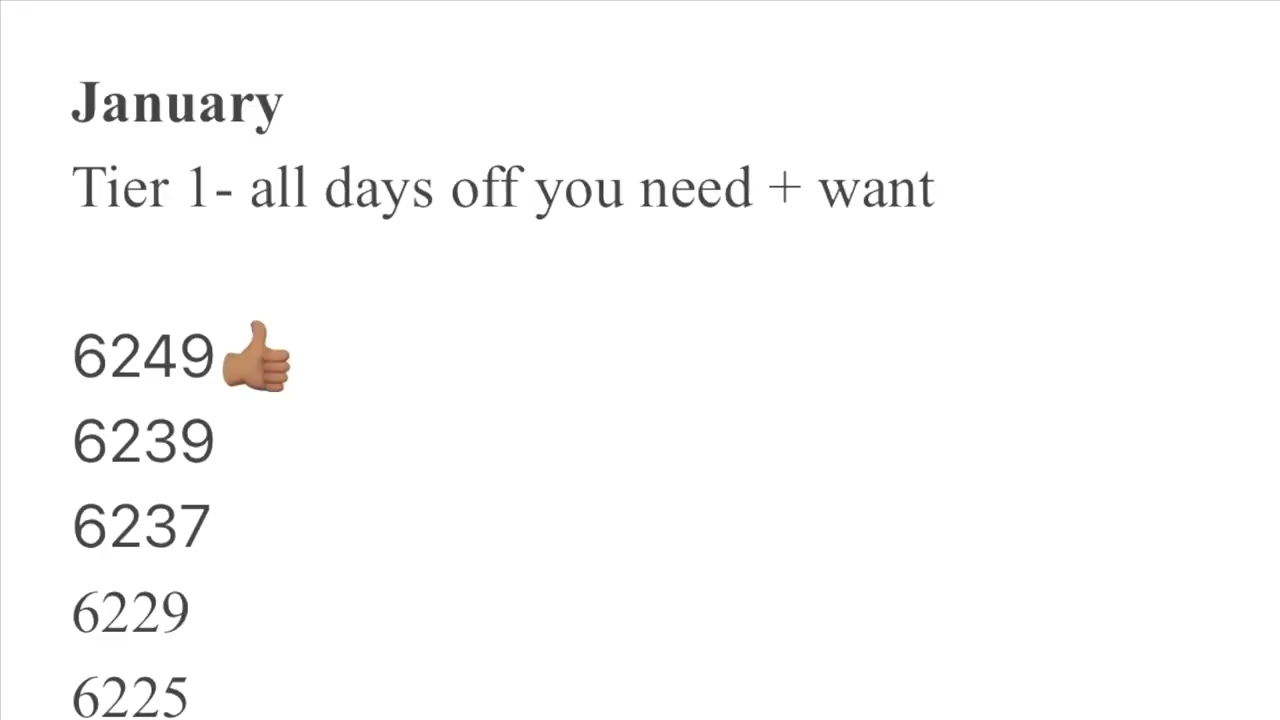 January
Tier 1- all days off you need + want
6249👍🏽
6239
6237
6229
6225